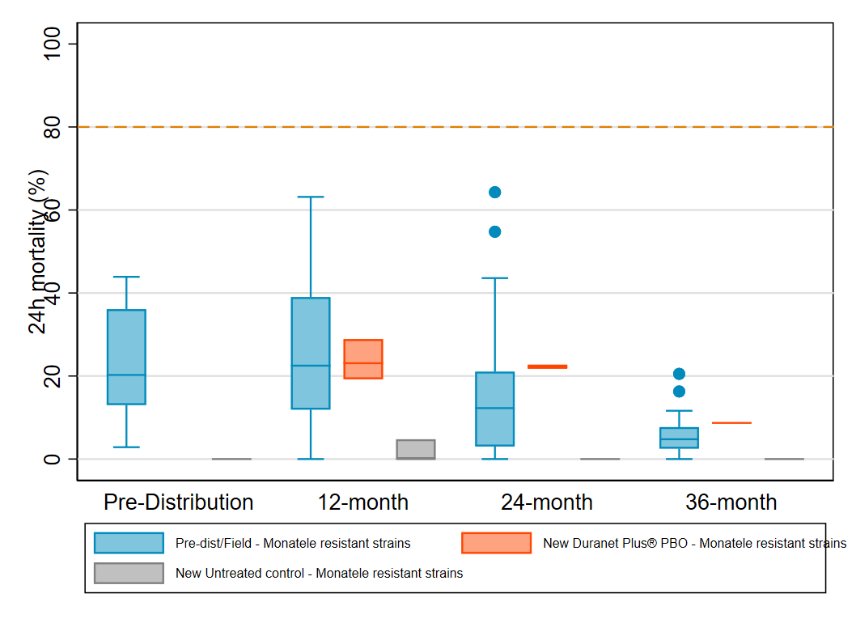 100
80
60
40
20
0
24h mortality (%)
Pre-Distribution 12-month 24-month 36-month
Pre-dist/Field - Monatele resistant strains New Duranet Plus® PBO - Monatele resistant strains
New Untreated control - Monatele resistant strains